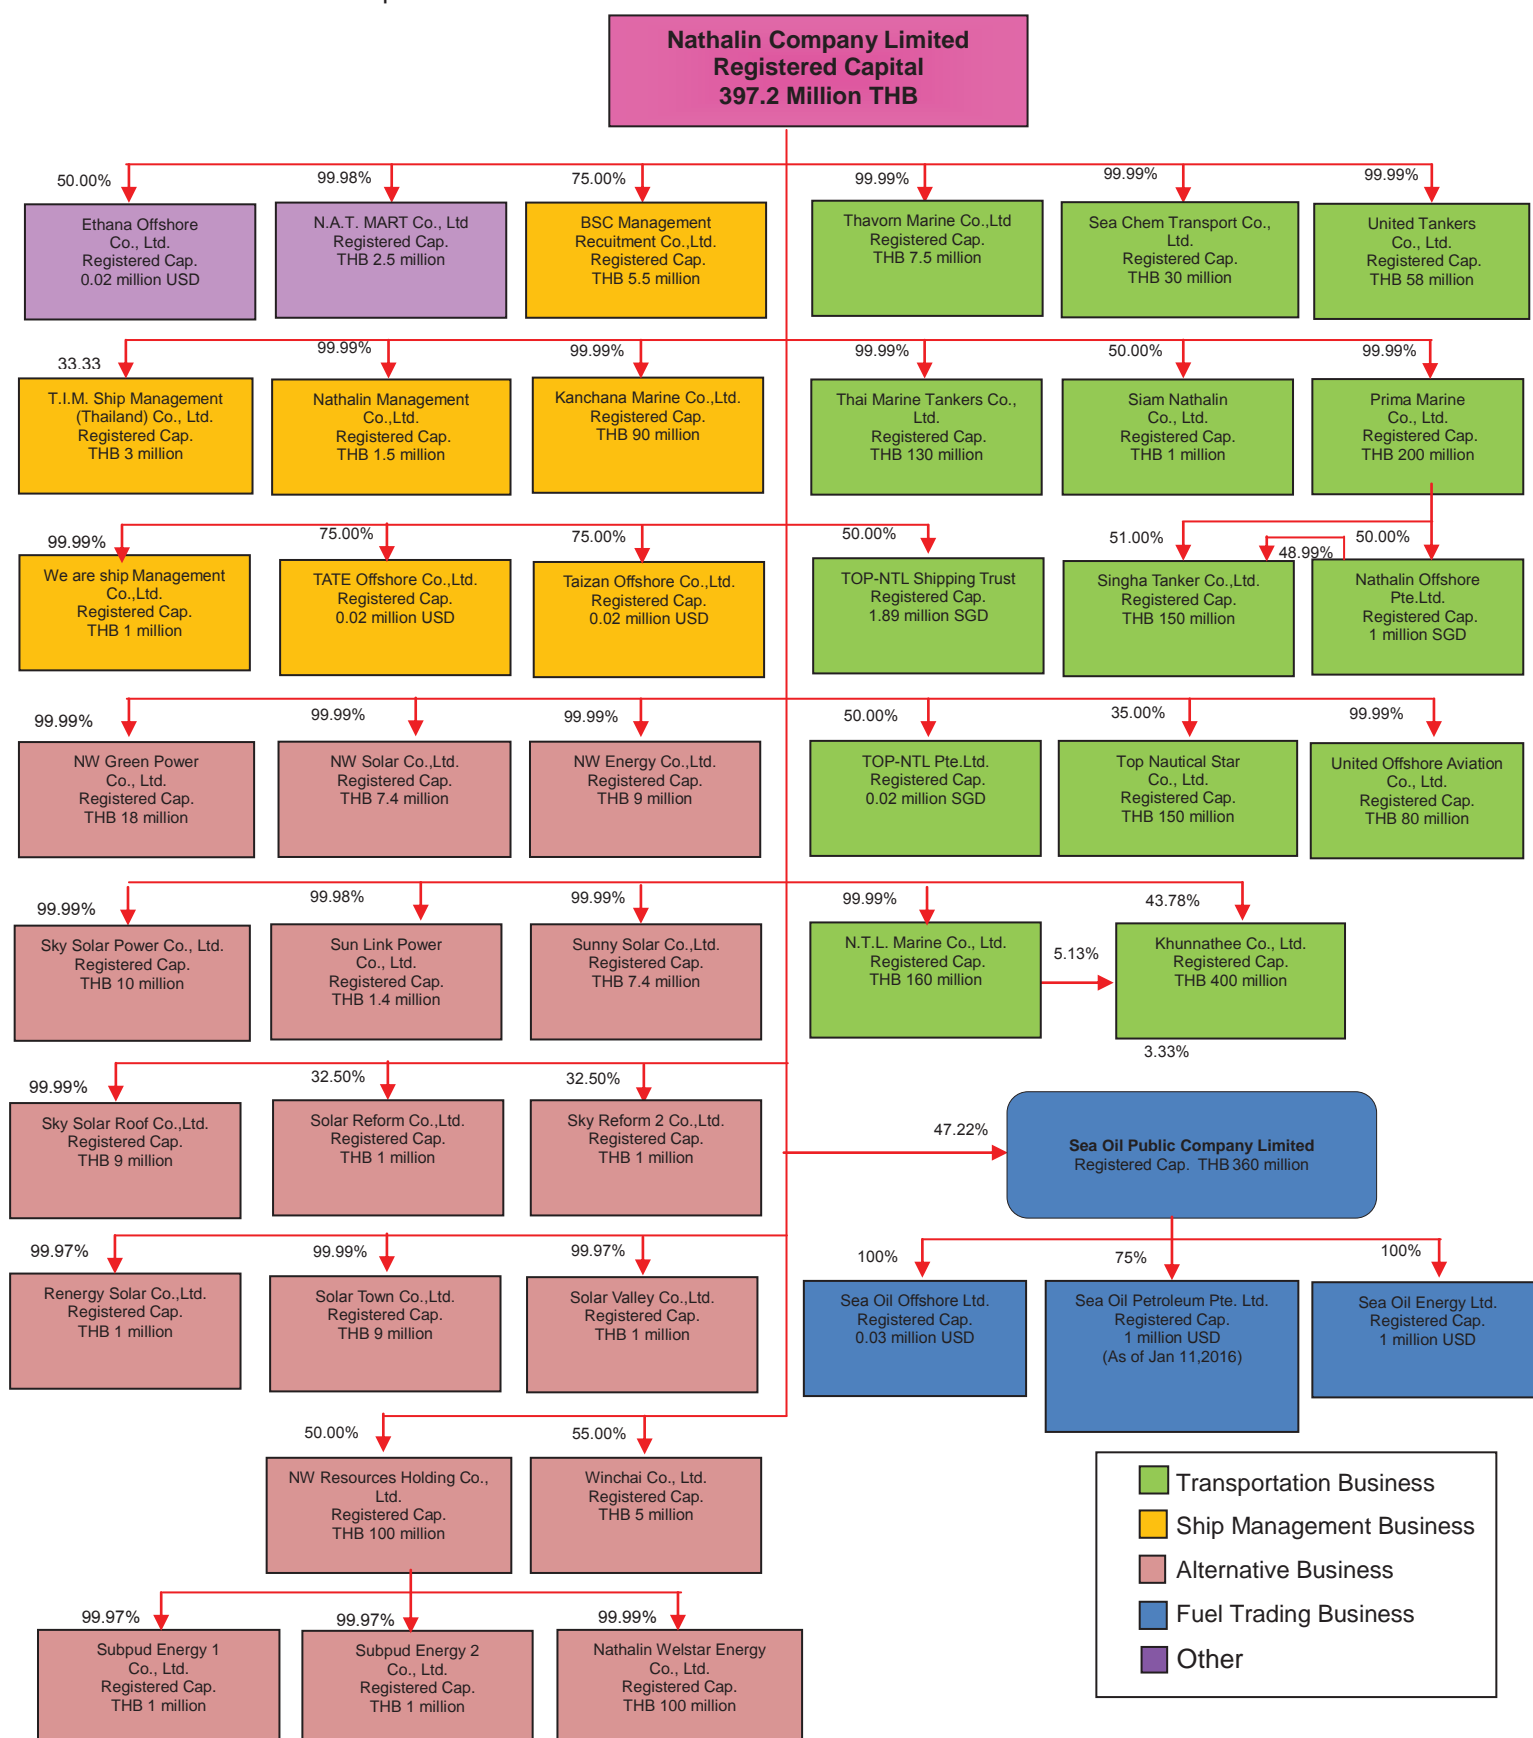 Nathalin Company Limited
Registered Capital
397.2 Million THB
50.00%
99.98%
75.00%
99.99%
99.99%
99.99%
Ethana Offshore
Co., Ltd.
Registered Cap.
0.02 million USD
N.A.T. MART Co., Ltd
Registered Cap.
THB 2.5 million
BSC Management
Recuitment Co.,Ltd.
Registered Cap.
THB 5.5 million
Thavorn Marine Co.,Ltd
Registered Cap.
THB 7.5 million
Sea Chem Transport Co.,
Ltd.
Registered Cap.
THB 30 million
United Tankers
Co., Ltd.
Registered Cap.
THB 58 million
33.33
99.99%
99.99%
99.99%
50.00%
99.99%
T.I.M. Ship Management
(Thailand) Co., Ltd.
Registered Cap.
THB 3 million
Nathalin Management
Co.,Ltd.
Registered Cap.
THB 1.5 million
Kanchana Marine Co.,Ltd.
Registered Cap.
THB 90 million
Thai Marine Tankers Co.,
Ltd.
Registered Cap.
THB 130 million
Siam Nathalin
Co., Ltd.
Registered Cap.
THB 1 million
Prima Marine
Co., Ltd.
Registered Cap.
THB 200 million
99.99%
75.00%
75.00%
50.00%
51.00%
48.99%
50.00%
We are ship Management
Co.,Ltd.
Registered Cap.
THB 1 million
TATE Offshore Co.,Ltd.
Registered Cap.
0.02 million USD
Taizan Offshore Co.,Ltd.
Registered Cap.
0.02 million USD
TOP-NTL Shipping Trust
Registered Cap.
1.89 million SGD
Singha Tanker Co.,Ltd.
Registered Cap.
THB 150 million
Nathalin Offshore
Pte.Ltd.
Registered Cap.
1 million SGD
99.99%
99.99%
99.99%
50.00%
35.00%
99.99%
NW Green Power
Co., Ltd.
Registered Cap.
THB 18 million
NW Solar Co.,Ltd.
Registered Cap.
THB 7.4 million
NW Energy Co.,Ltd.
Registered Cap.
THB 9 million
TOP-NTL Pte.Ltd.
Registered Cap.
0.02 million SGD
Top Nautical Star
Co., Ltd.
Registered Cap.
THB 150 million
United Offshore Aviation
Co., Ltd.
Registered Cap.
THB 80 million
99.99%
99.98%
99.99%
99.99%
43.78%
Sky Solar Power Co., Ltd.
Registered Cap.
THB 10 million
Sun Link Power
Co., Ltd.
Registered Cap.
THB 1.4 million
Sunny Solar Co.,Ltd.
Registered Cap.
THB 7.4 million
N.T.L. Marine Co., Ltd.
Registered Cap.
THB 160 million
5.13%
Khunnathee Co., Ltd.
Registered Cap.
THB 400 million
3.33%
99.99%
32.50%
32.50%
Sky Solar Roof Co.,Ltd.
Registered Cap.
THB 9 million
Solar Reform Co.,Ltd.
Registered Cap.
THB 1 million
Sky Reform 2 Co.,Ltd.
Registered Cap.
THB 1 million
47.22%
Sea Oil Public Company Limited
Registered Cap. THB 360 million
99.97%
99.99%
99.97%
100%
75%
100%
Renergy Solar Co.,Ltd.
Registered Cap.
THB 1 million
Solar Town Co.,Ltd.
Registered Cap.
THB 9 million
Solar Valley Co.,Ltd.
Registered Cap.
THB 1 million
Sea Oil Offshore Ltd.
Registered Cap.
0.03 million USD
Sea Oil Petroleum Pte. Ltd.
Registered Cap.
1 million USD
(As of Jan 11,2016)
Sea Oil Energy Ltd.
Registered Cap.
1 million USD
50.00%
55.00%
NW Resources Holding Co.,
Ltd.
Registered Cap.
THB 100 million
Winchai Co., Ltd.
Registered Cap.
THB 5 million
99.97%
99.97%
99.99%
Subpud Energy 1
Co., Ltd.
Registered Cap.
THB 1 million
Subpud Energy 2
Co., Ltd.
Registered Cap.
THB 1 million
Nathalin Welstar Energy
Co., Ltd.
Registered Cap.
THB 100 million
Transportation Business
Ship Management Business
Alternative Business
Fuel Trading Business
Other